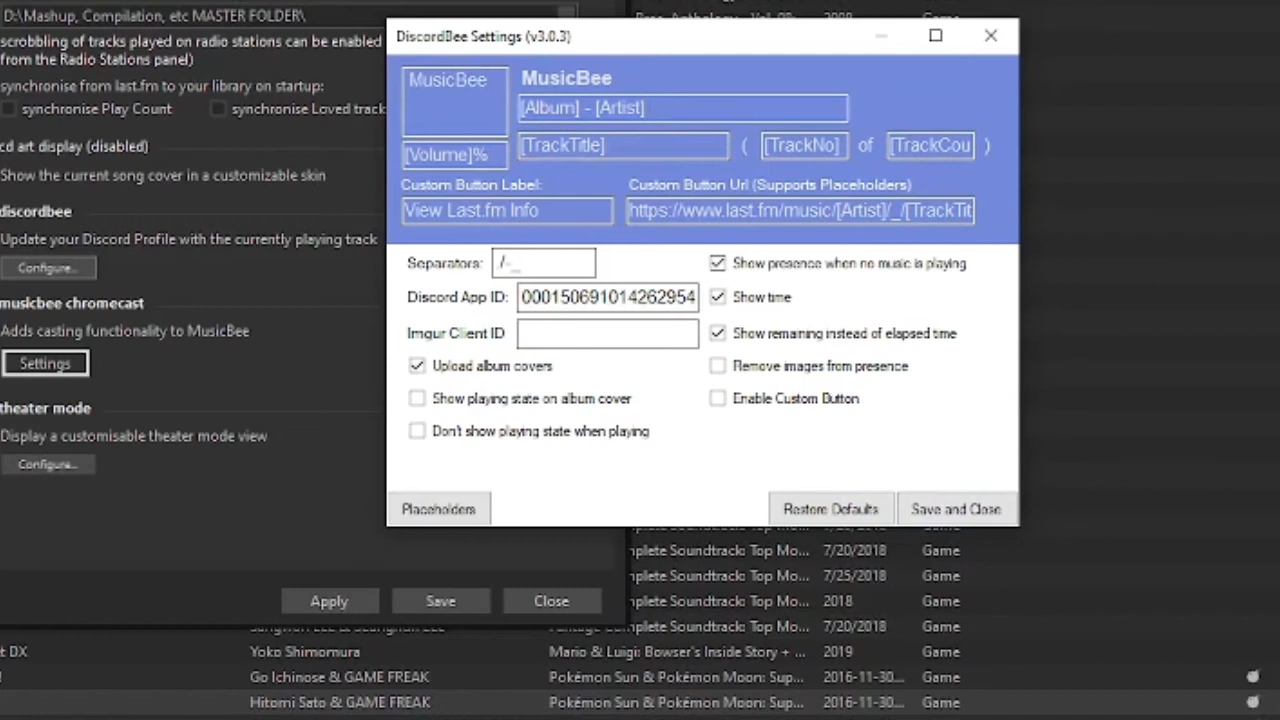 D:\Mashup, Compilation, etc MASTER FOLDER\
scrobbling of tracks played on radio stations can be enabled
from the Radio Stations panel)
synchronise from last.fm to your library on startup:
synchronise Play Count synchronise Loved track
cd art display (disabled)
Show the current song cover in a customizable skin
discordbee
Update your Discord Profile with the currently playing track
Configure...
musicbee chromecast
Adds casting functionality to MusicBee
Settings
theater mode
Display a customisable theater mode view
Configure...
Apply Save Close
DiscordBee Settings (v3.0.3)
MusicBee
MusicBee
[Album] - [Artist]
[Volume]%
[TrackTitle] ( [TrackNo] of [TrackCou )
Custom Button Label: Custom Button Url (Supports Placeholders)
View Last.fm Info https://www.last.fm/music/[Artist]/_/[TrackTit
Separators: /-_ Show presence when no music is playing
Discord App ID: 000150691014262954 Show time
Imgur Client ID Show remaining instead of elapsed time
Upload album covers Remove images from presence
Show playing state on album cover Enable Custom Button
Don't show playing state when playing
Placeholders Restore Defaults Save and Close
nplete Soundtrack: Top Mo... 7/20/2018 Game
nplete Soundtrack: Top Mo... 7/25/2018 Game
nplete Soundtrack: Top Mo... 2018 Game
nplete Soundtrack: Top Mo... 7/20/2018 Game
t DX Yoko Shimomura Mario & Luigi: Bowser's Inside Story + ... 2019 Game
! Go Ichinose & GAME FREAK Pokémon Sun & Pokémon Moon: Sup... 2016-11-30... Game
Hitomi Sato & GAME FREAK Pokémon Sun & Pokémon Moon: Sup... 2016-11-30... Game